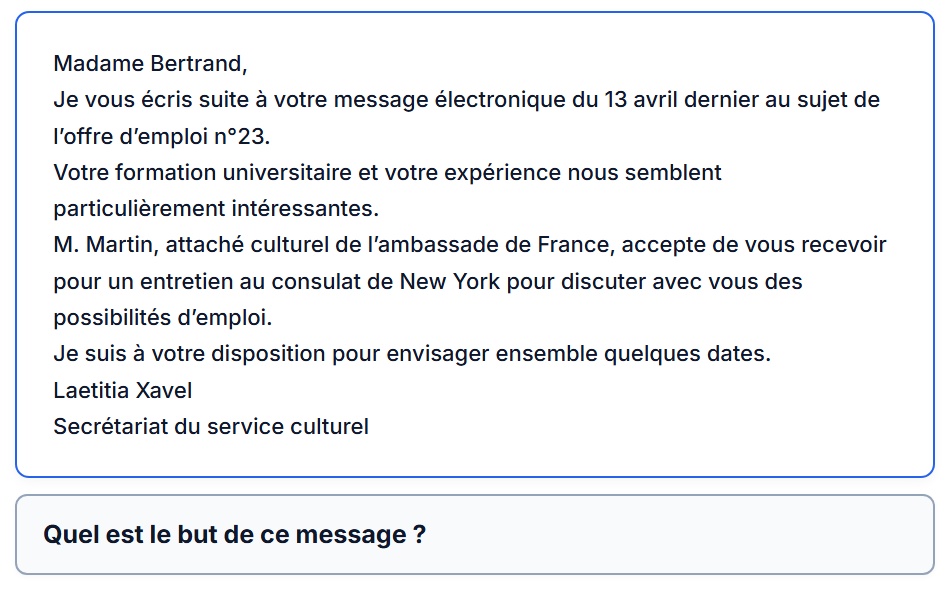 Madame Bertrand,
Je vous écris suite à votre message électronique du 13 avril dernier au sujet de
l’offre d’emploi n°23.
Votre formation universitaire et votre expérience nous semblent
particulièrement intéressantes.
M. Martin, attaché culturel de l’ambassade de France, accepte de vous recevoir
pour un entretien au consulat de New York pour discuter avec vous des
possibilités d’emploi.
Je suis à votre disposition pour envisager ensemble quelques dates.
Laetitia Xavel
Secrétariat du service culturel
Quel est le but de ce message ?